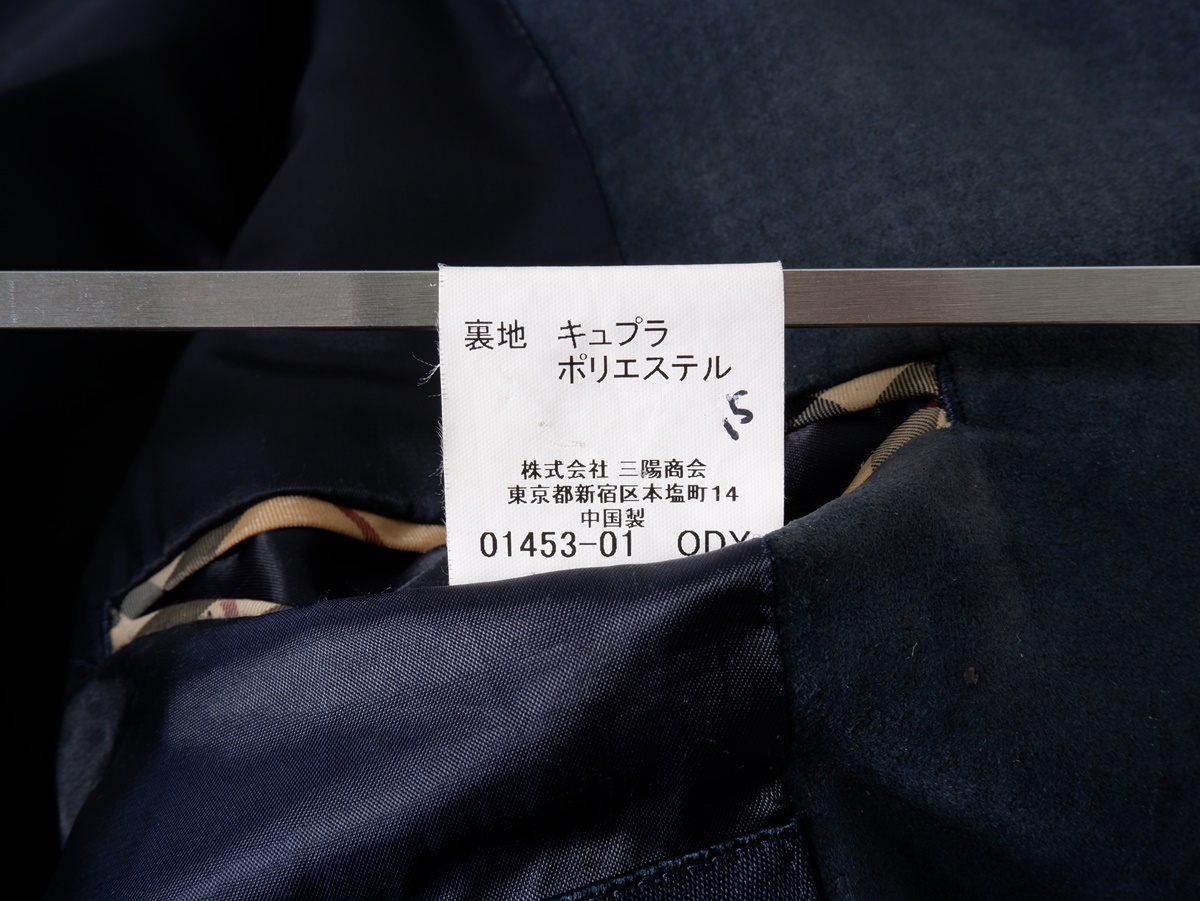 裏地　キュプラ
ポリエステル
15
株式会社 三陽商会
東京都新宿区本塩町14
中国製
01453-01　ODX